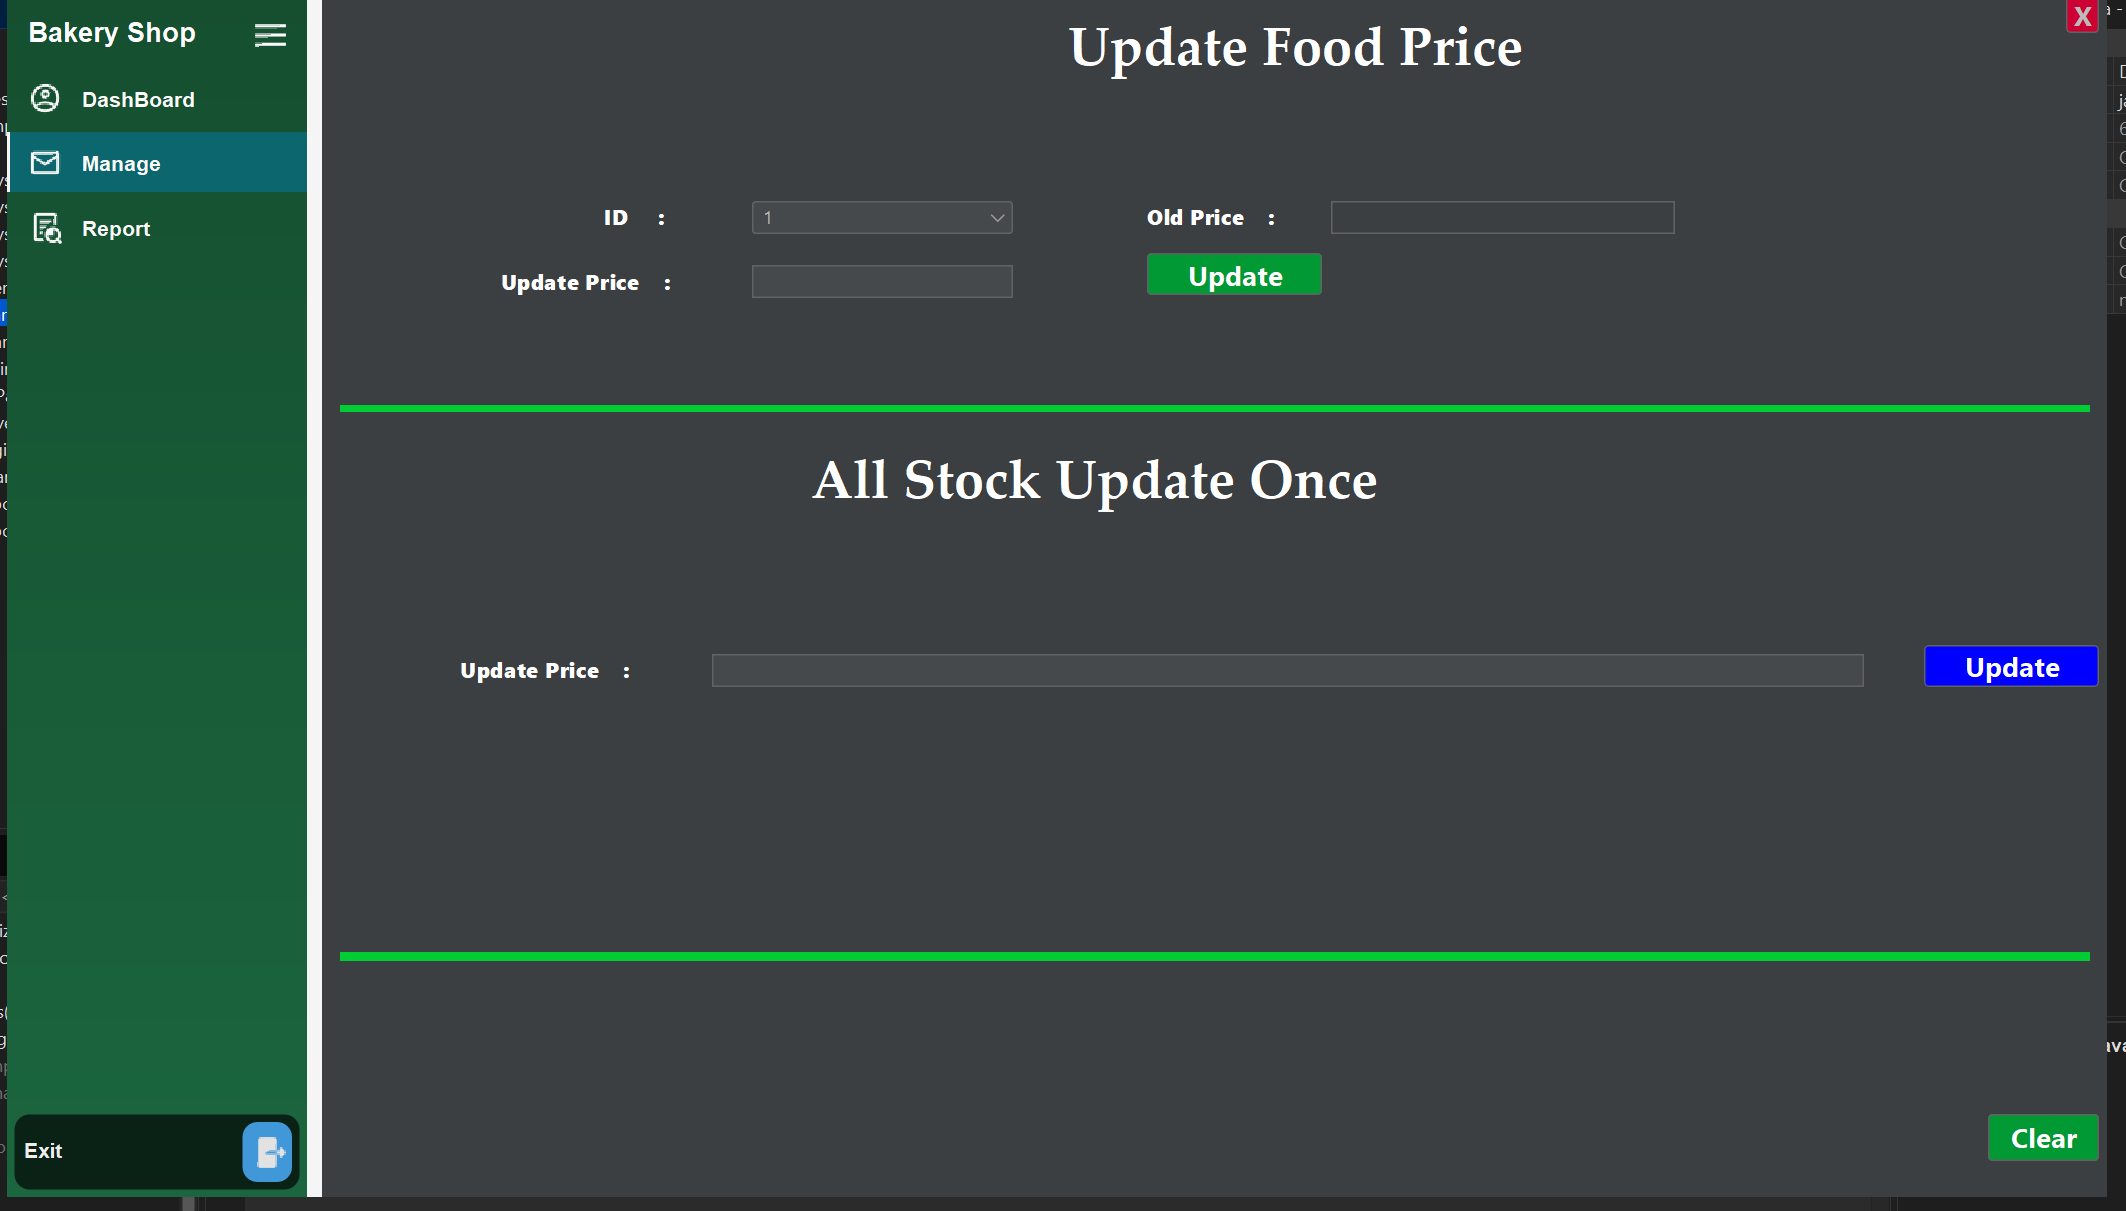 Bakery Shop
DashBoard
Manage
Report
Exit
X
Update Food Price
ID :
1
Old Price :
Update Price :
Update
All Stock Update Once
Update Price :
Update
Clear